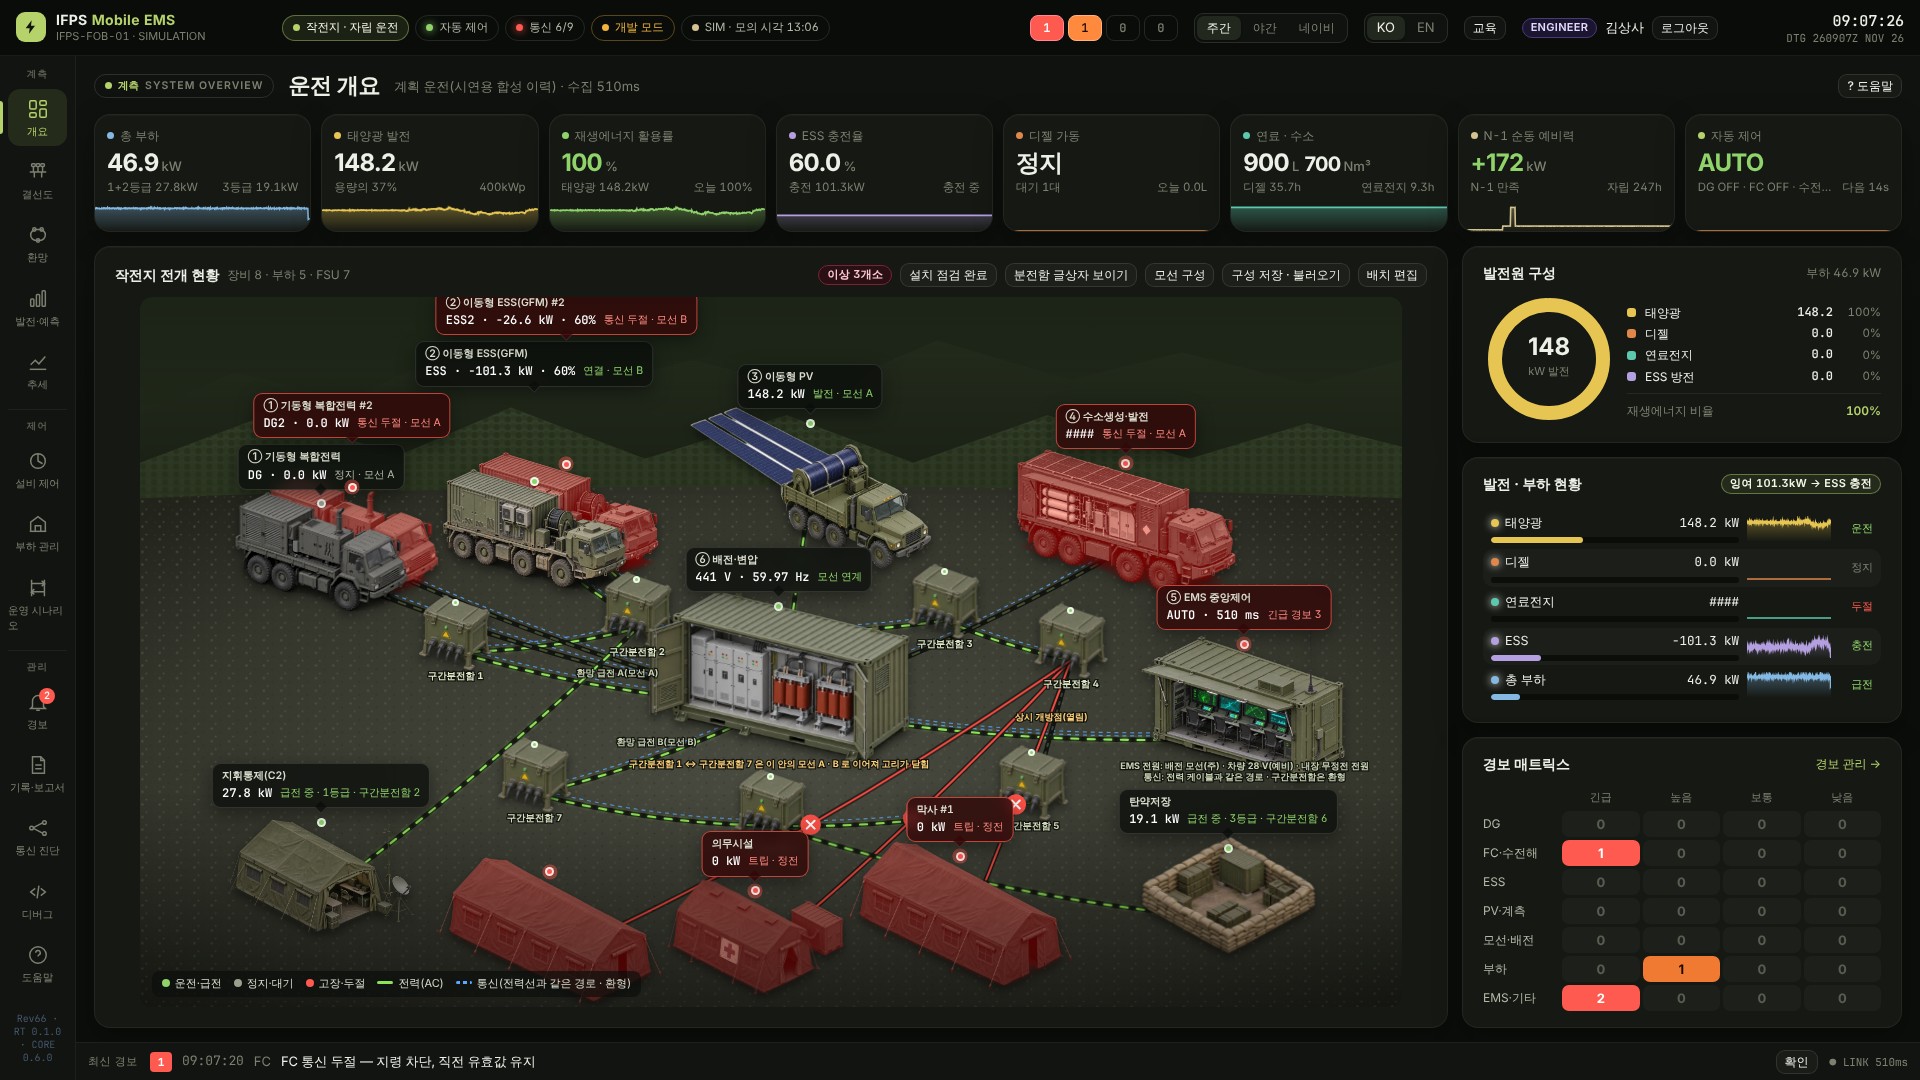 IFPS Mobile EMS
IFPS-FOB-01 · SIMULATION
작전지 · 자립 운전
자동 제어
통신 6/9
개발 모드
SIM · 모의 시각 13:06
1 1 0 0
주간 야간 네이비
KO EN
교육
ENGINEER 김상사 로그아웃
09:07:26
DTG 260907Z NOV 26
계측
개요
결선도
환망
발전·예측
추세
제어
설비 제어
부하 관리
운영 시나리
오
관리
2
경보
기록·보고서
통신 진단
디버그
도움말
Rev66 ·
RT 0.1.0
· CORE
0.6.0
계측 SYSTEM OVERVIEW
운전 개요
계획 운전(시연용 합성 이력) · 수집 510ms
? 도움말
총 부하
46.9 kW
1+2등급 27.8kW 3등급 19.1kW
태양광 발전
148.2 kW
용량의 37% 400kWp
재생에너지 활용률
100 %
태양광 148.2kW 오늘 100%
ESS 충전율
60.0 %
충전 101.3kW 충전 중
디젤 가동
정지
대기 1대 오늘 0.0L
연료 · 수소
900 L 700 Nm³
디젤 35.7h 연료전지 9.3h
N-1 순동 예비력
+172 kW
N-1 만족 자립 247h
자동 제어
AUTO
DG OFF · FC OFF · 수전... 다음 14s
작전지 전개 현황 장비 8 · 부하 5 · FSU 7
이상 3개소
설치 점검 완료
분전함 글상자 보이기
모선 구성
구성 저장 · 불러오기
배치 편집
② 이동형 ESS(GFM) #2
ESS2 · -26.6 kW · 60% 통신 두절 · 모선 B
② 이동형 ESS(GFM)
ESS · -101.3 kW · 60% 연결 · 모선 B
③ 이동형 PV
148.2 kW 발전 · 모선 A
① 기동형 복합전력 #2
DG2 · 0.0 kW 통신 두절 · 모선 A
① 기동형 복합전력
DG · 0.0 kW 정지 · 모선 A
④ 수소생성·발전
#### 통신 두절 · 모선 A
⑥ 배전·변압
441 V · 59.97 Hz 모선 연계
⑤ EMS 중앙제어
AUTO · 510 ms 긴급 경보 3
구간분전함 1
구간분전함 2
구간분전함 3
구간분전함 4
환망 급전 A(모선 A)
상시 개방점(열림)
환망 급전 B(모선 B)
구간분전함 1 ↔ 구간분전함 7 은 이 안의 모선 A · B 로 이어져 고리가 닫힘
EMS 전원: 배전 모선(주) · 차량 28 V(예비) · 내장 무정전 전원
통신: 전력 케이블과 같은 경로 · 구간분전함은 환형
지휘통제(C2)
27.8 kW 급전 중 · 1등급 · 구간분전함 2
구간분전함 7
막사 #1
0 kW 트립 · 정전
분전함 5
탄약저장
19.1 kW 급전 중 · 3등급 · 구간분전함 6
의무시설
0 kW 트립 · 정전
운전·급전 정지·대기 고장·두절 전력(AC) 통신(전력선과 같은 경로 · 환형)
발전원 구성 부하 46.9 kW
148
kW 발전
태양광 148.2 100%
디젤 0.0 0%
연료전지 0.0 0%
ESS 방전 0.0 0%
재생에너지 비율 100%
발전 · 부하 현황 잉여 101.3kW → ESS 충전
태양광 148.2 kW 운전
디젤 0.0 kW 정지
연료전지 #### 두절
ESS -101.3 kW 충전
총 부하 46.9 kW 급전
경보 매트릭스 경보 관리 →
긴급 높음 보통 낮음
DG 0 0 0 0
FC·수전해 1 0 0 0
ESS 0 0 0 0
PV·계측 0 0 0 0
모선·배전 0 0 0 0
부하 0 1 0 0
EMS·기타 2 0 0 0
최신 경보 1 09:07:20 FC FC 통신 두절 — 지령 차단, 직전 유효값 유지
확인 LINK 510ms